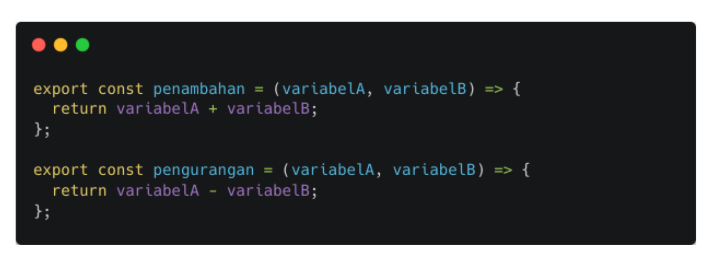 export const penambahan = (variabelA, variabelB) => {
  return variabelA + variabelB;
};

export const pengurangan = (variabelA, variabelB) => {
  return variabelA - variabelB;
};